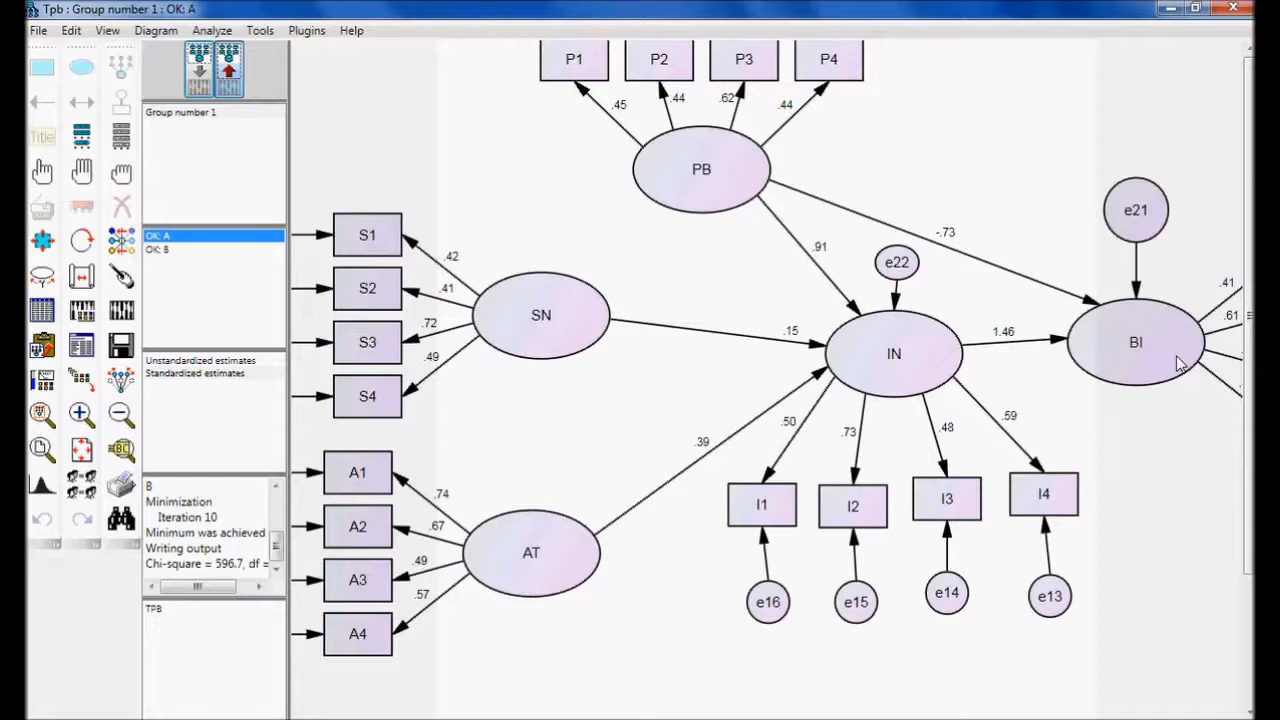 Tpb : Group number 1 : OK: A
File Edit View Diagram Analyze Tools Plugins Help
Title
Group number 1
OK: A
OK: B
Unstandardized estimates
Standardized estimates
B
Minimization
Iteration 10
Minimum was achieved
Writing output
Chi-square = 596.7, df =
TPB
P1 P2 P3 P4
.45 .44 .62 .44
PB
e21
S1
.42
-.73
.91
e22
S2
.41
SN
.41
.61
S3
.72
.15
IN
1.46
BI
S4
.49
.39
.50 .73 .48 .59
A1
.74
I1 I2 I3 I4
A2
.67
AT
A3
.49
A4
.57
e16 e15 e14 e13
ABC